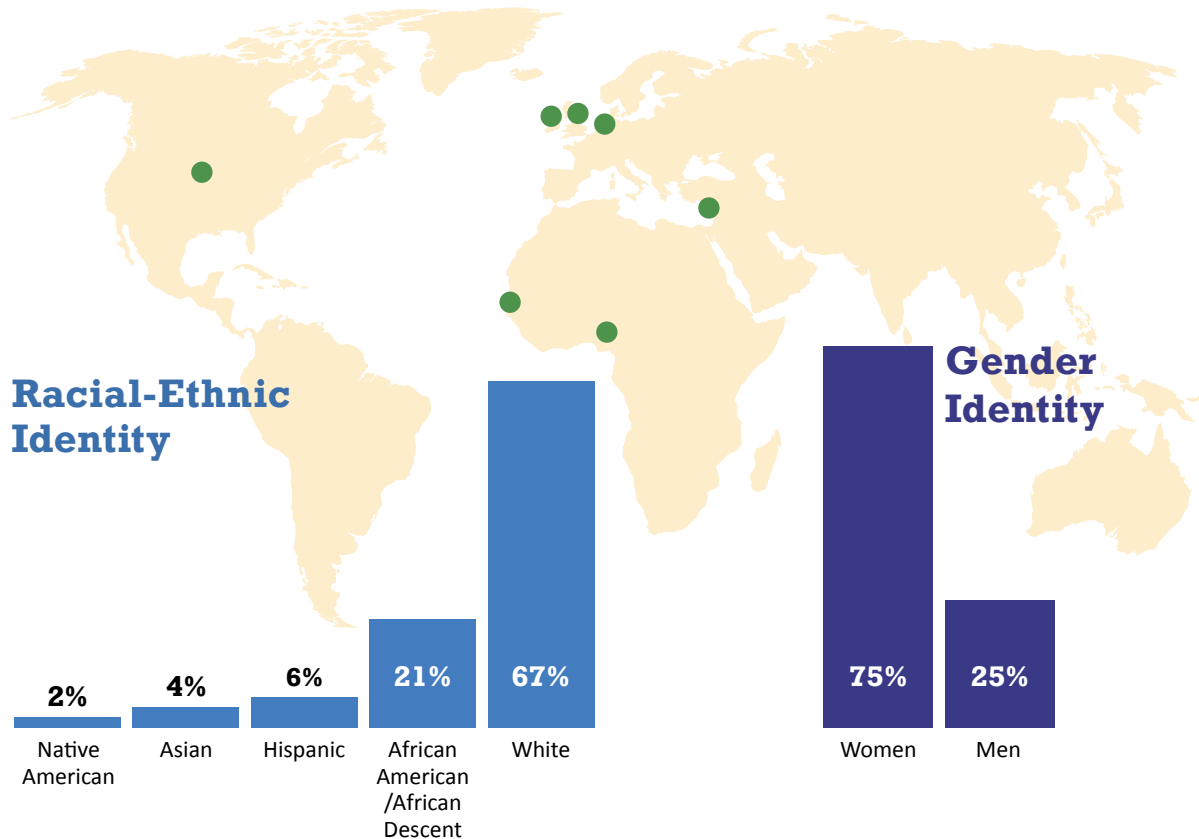 Racial-Ethnic
Identity
2%
4%
6%
21%
67%
Native
American
Asian
Hispanic
African
American
/African
Descent
White
Gender
Identity
75%
25%
Women
Men